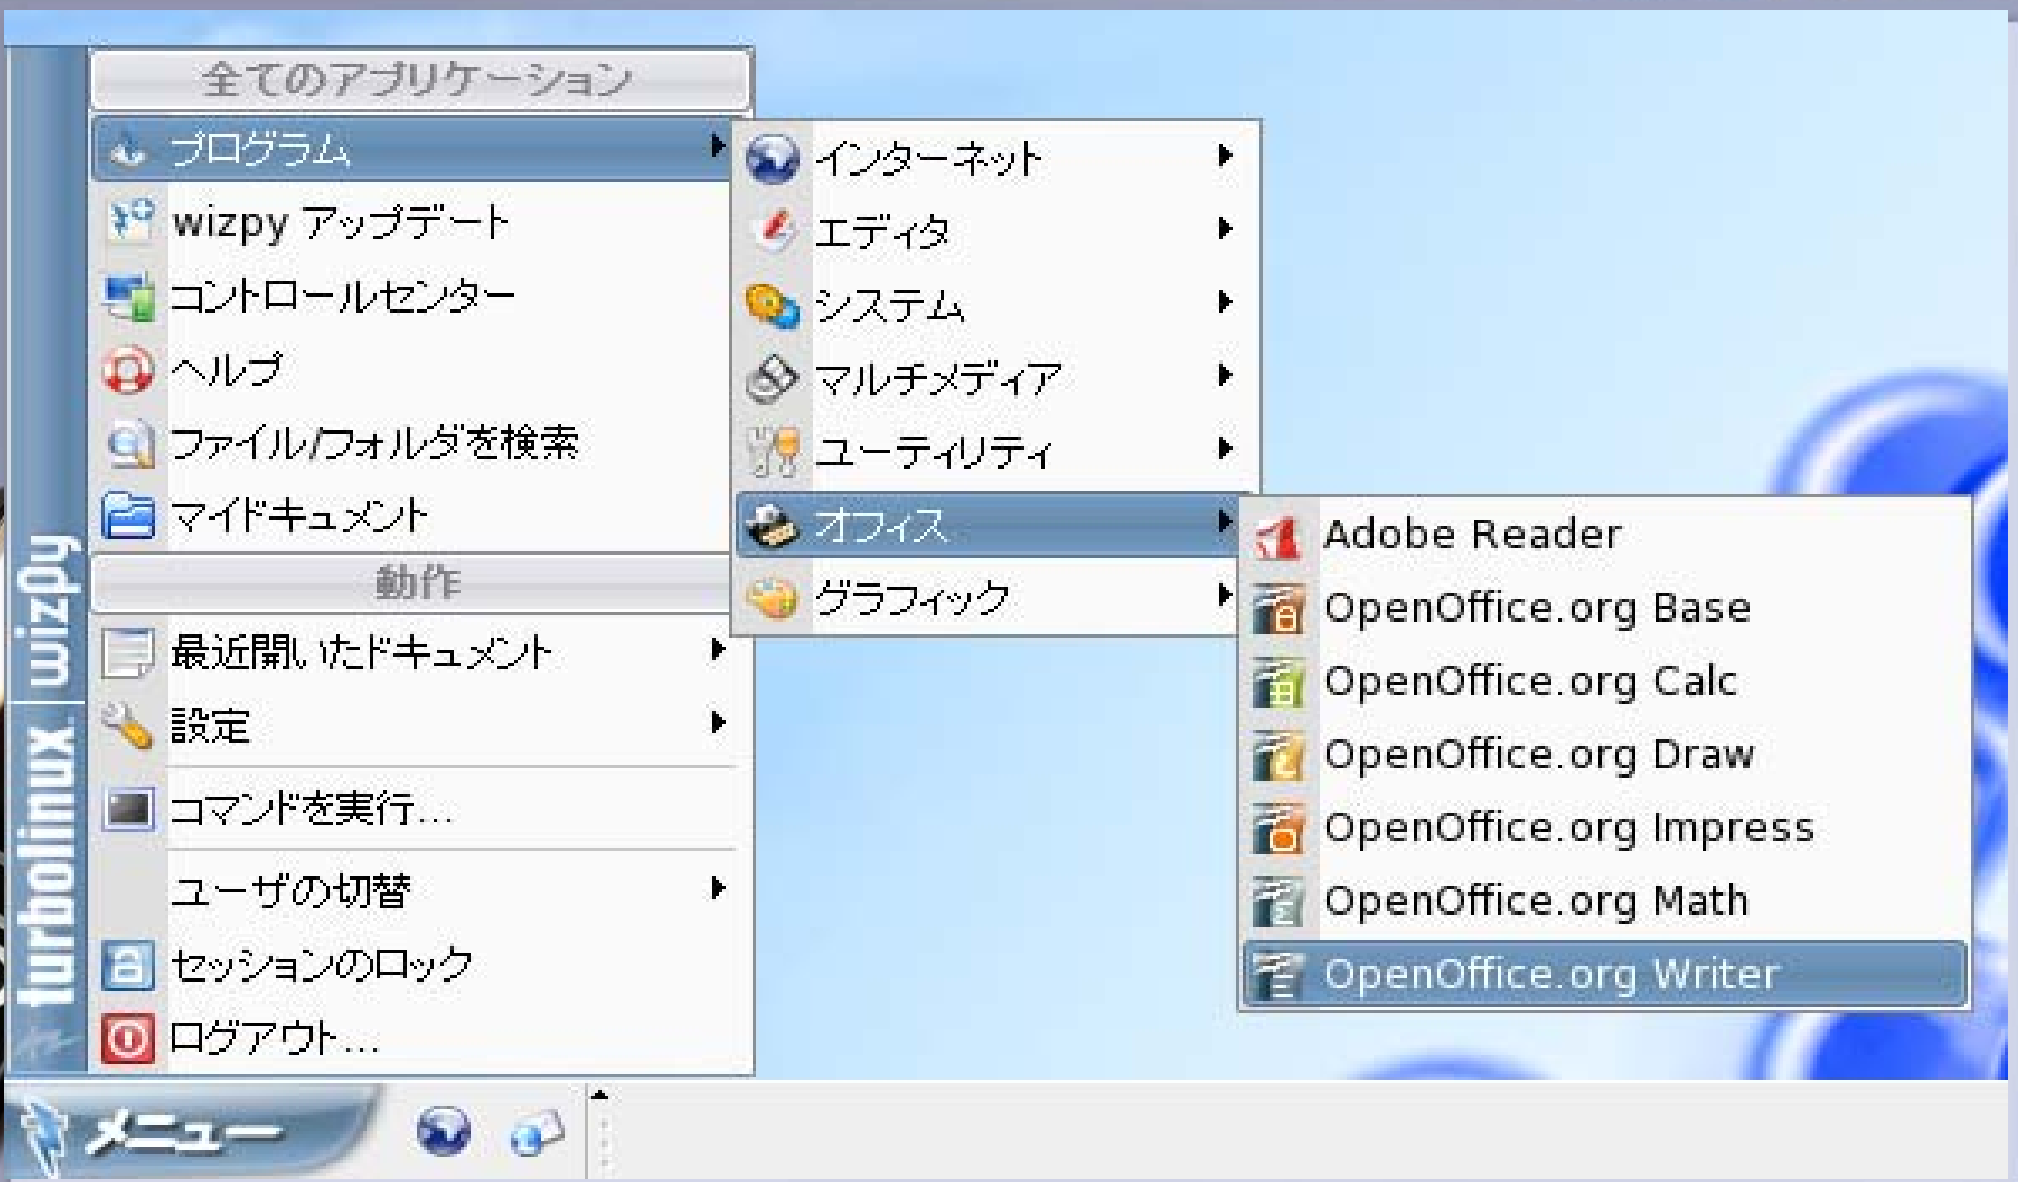 全てのアプリケーション
プログラム
wizpy アップデート
コントロールセンター
ヘルプ
ファイル/フォルダを検索
マイドキュメント
動作
最近開いたドキュメント
設定
コマンドを実行...
ユーザの切替
セッションのロック
ログアウト...
turbolinux wizpy
メニュー
インターネット
エディタ
システム
マルチメディア
ユーティリティ
オフィス
グラフィック
Adobe Reader
OpenOffice.org Base
OpenOffice.org Calc
OpenOffice.org Draw
OpenOffice.org Impress
OpenOffice.org Math
OpenOffice.org Writer